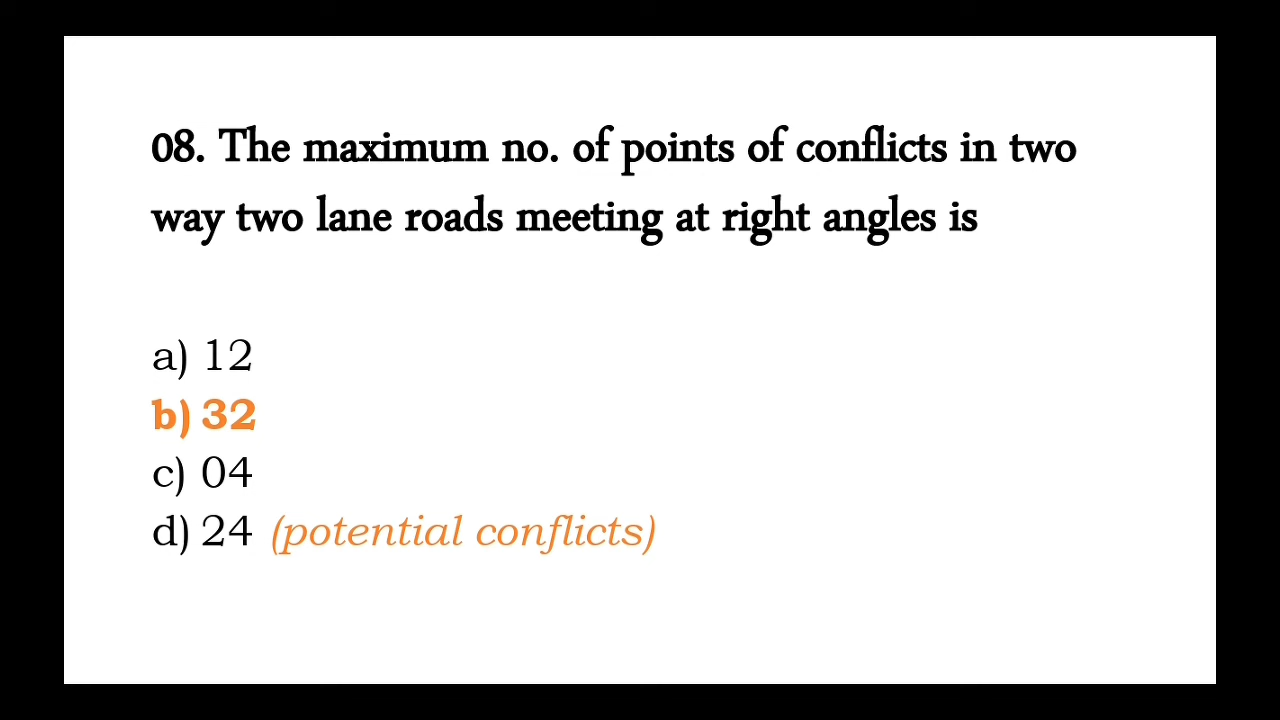 08. The maximum no. of points of conflicts in two
way two lane roads meeting at right angles is
a) 12
b) 32
c) 04
d) 24 (potential conflicts)